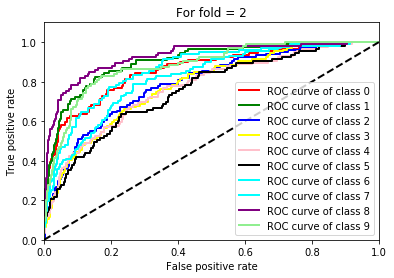 For fold = 2
True positive rate
1.0
0.8
0.6
0.4
0.2
0.0
ROC curve of class 0
ROC curve of class 1
ROC curve of class 2
ROC curve of class 3
ROC curve of class 4
ROC curve of class 5
ROC curve of class 6
ROC curve of class 7
ROC curve of class 8
ROC curve of class 9
0.0 0.2 0.4 0.6 0.8 1.0
False positive rate